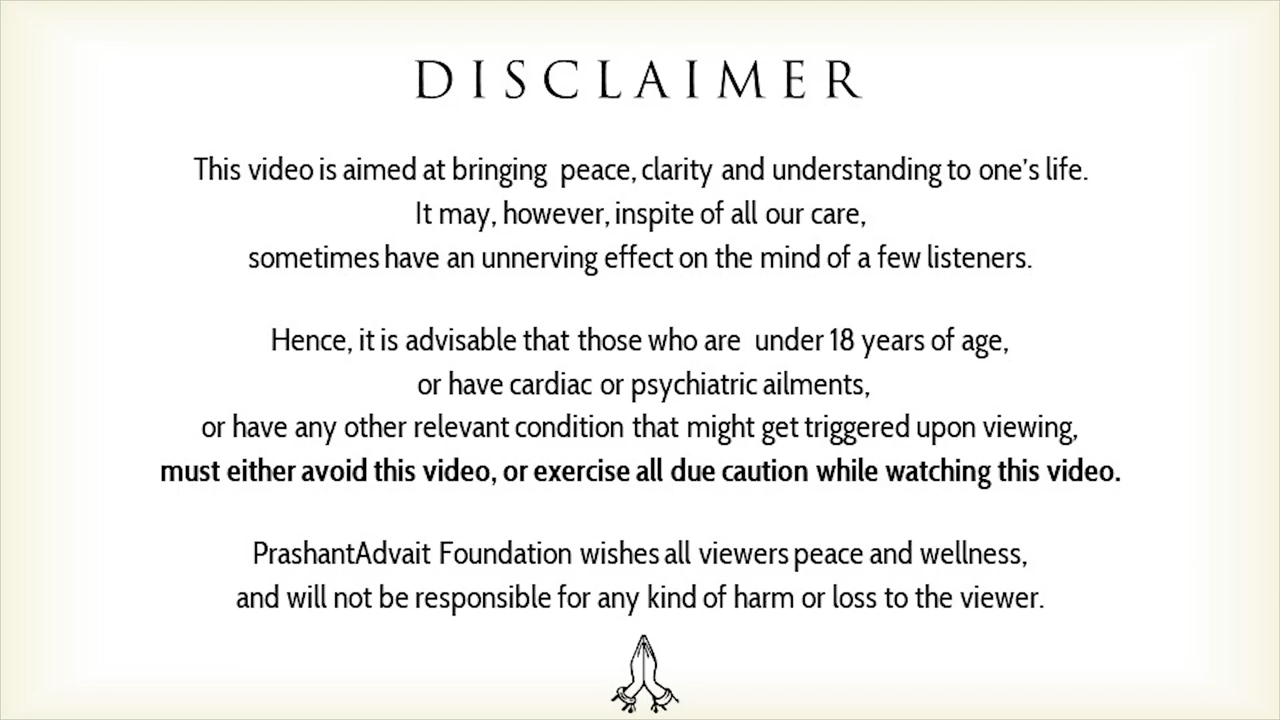 DISCLAIMER
This video is aimed at bringing peace, clarity and understanding to one's life.
It may, however, inspite of all our care,
sometimes have an unnerving effect on the mind of a few listeners.
Hence, it is advisable that those who are under 18 years of age,
or have cardiac or psychiatric ailments,
or have any other relevant condition that might get triggered upon viewing,
must either avoid this video, or exercise all due caution while watching this video.
PrashantAdvait Foundation wishes all viewers peace and wellness,
and will not be responsible for any kind of harm or loss to the viewer.